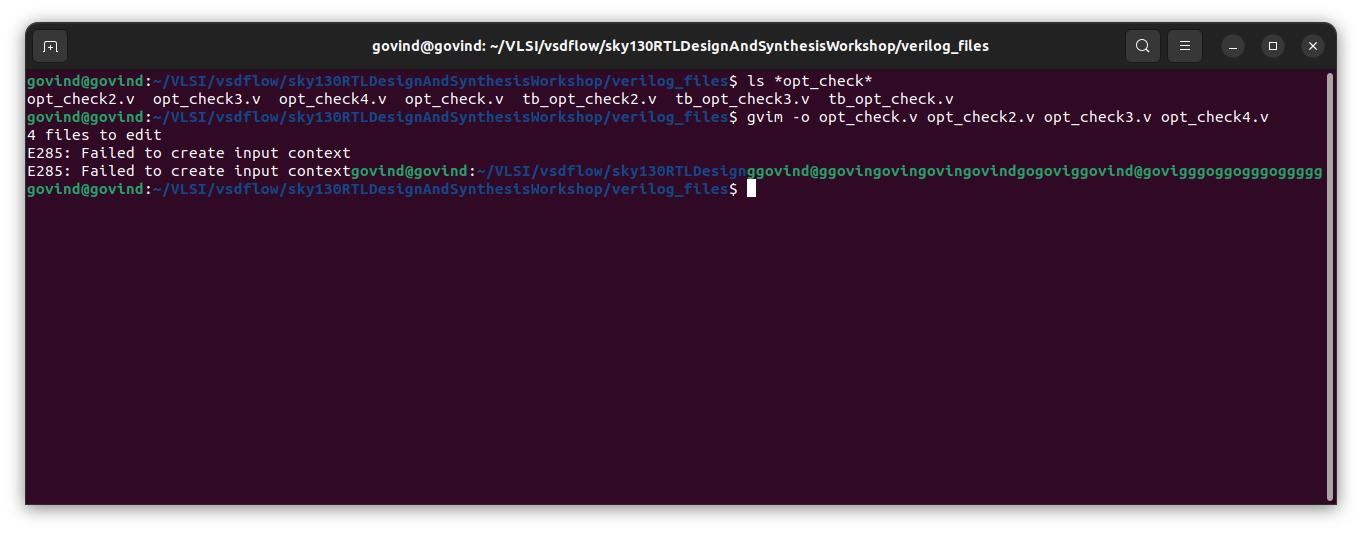 govind@govind: ~/VLSI/vsdflow/sky130RTLDesignAndSynthesisWorkshop/verilog_files
govind@govind:~/VLSI/vsdflow/sky130RTLDesignAndSynthesisWorkshop/verilog_files$ ls *opt_check*
opt_check2.v  opt_check3.v  opt_check4.v  opt_check.v  tb_opt_check2.v  tb_opt_check3.v  tb_opt_check.v
govind@govind:~/VLSI/vsdflow/sky130RTLDesignAndSynthesisWorkshop/verilog_files$ gvim -o opt_check.v opt_check2.v opt_check3.v opt_check4.v
4 files to edit
E285: Failed to create input context
E285: Failed to create input contextgovind@govind:~/VLSI/vsdflow/sky130RTLDesignggovind@ggovingovingovingovindgogoviggovind@govigggoggogggoggggg
govind@govind:~/VLSI/vsdflow/sky130RTLDesignAndSynthesisWorkshop/verilog_files$